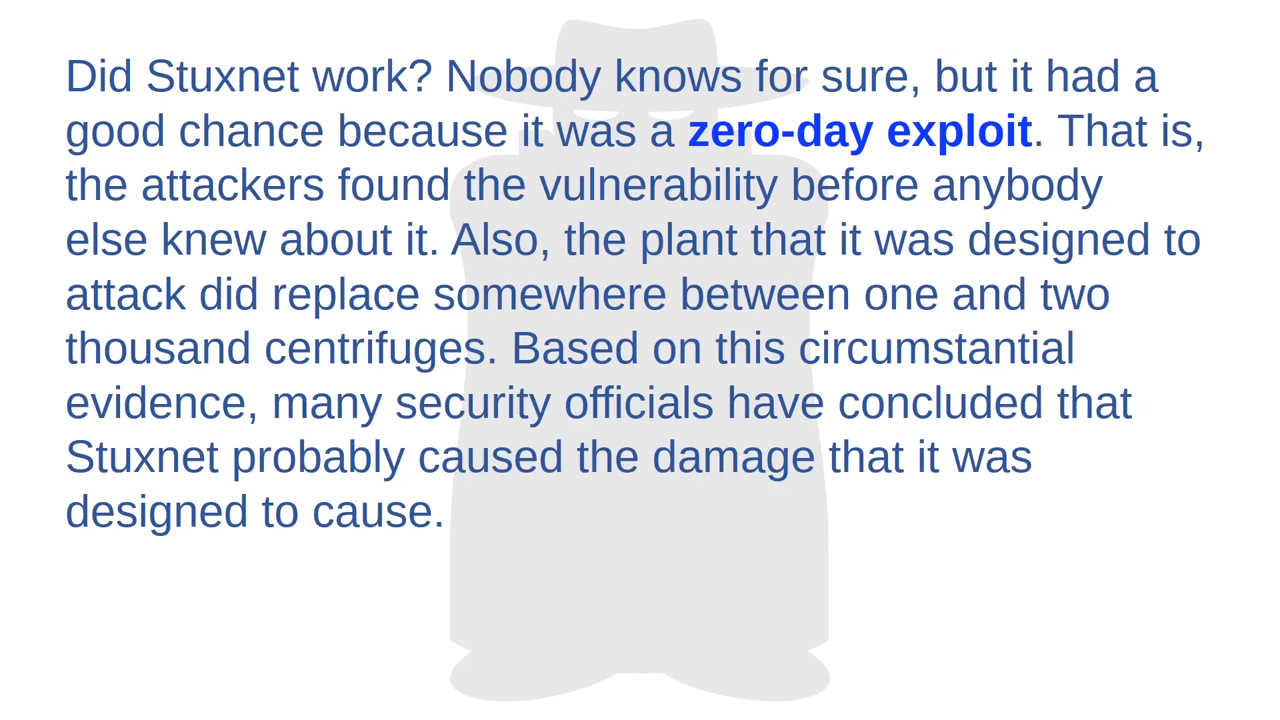 Did Stuxnet work? Nobody knows for sure, but it had a
good chance because it was a zero-day exploit. That is,
the attackers found the vulnerability before anybody
else knew about it. Also, the plant that it was designed to
attack did replace somewhere between one and two
thousand centrifuges. Based on this circumstantial
evidence, many security officials have concluded that
Stuxnet probably caused the damage that it was
designed to cause.